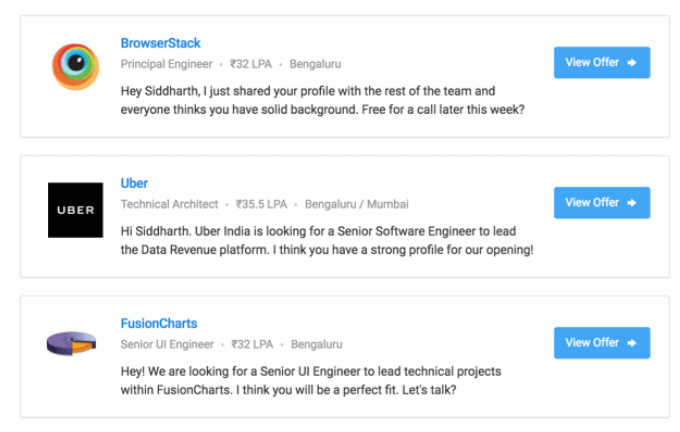 BrowserStack
Principal Engineer • ₹32 LPA • Bengaluru
View Offer
Hey Siddharth, I just shared your profile with the rest of the team and
everyone thinks you have solid background. Free for a call later this week?
UBER
Uber
Technical Architect • ₹35.5 LPA • Bengaluru / Mumbai
View Offer
Hi Siddharth. Uber India is looking for a Senior Software Engineer to lead
the Data Revenue platform. I think you have a strong profile for our opening!
FusionCharts
Senior UI Engineer • ₹32 LPA • Bengaluru
View Offer
Hey! We are looking for a Senior UI Engineer to lead technical projects
within FusionCharts. I think you will be a perfect fit. Let's talk?